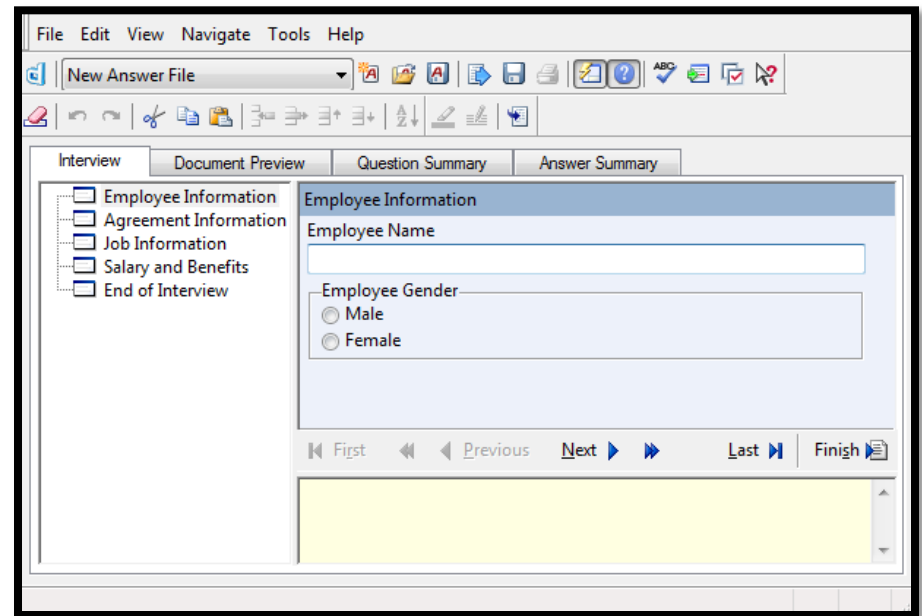 File Edit View Navigate Tools Help
New Answer File
Interview Document Preview Question Summary Answer Summary
Employee Information
Agreement Information
Job Information
Salary and Benefits
End of Interview
Employee Information
Employee Name
Employee Gender
Male
Female
First Previous Next Last Finish